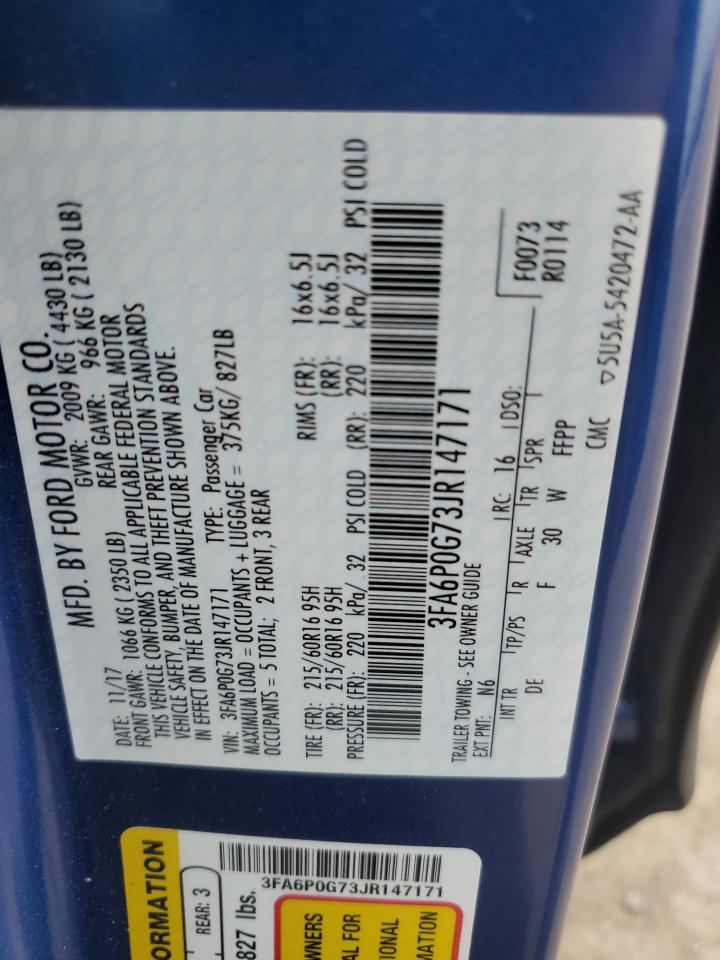 MFD. BY FORD MOTOR CO.
DATE: 11/17 GVWR: 2009 KG ( 4430 LB)
FRONT GAWR: 1066 KG ( 2350 LB) REAR GAWR: 966 KG ( 2130 LB)
THIS VEHICLE CONFORMS TO ALL APPLICABLE FEDERAL MOTOR
VEHICLE SAFETY, BUMPER, AND THEFT PREVENTION STANDARDS
IN EFFECT ON THE DATE OF MANUFACTURE SHOWN ABOVE.
VIN: 3FA6P0G73JR147171 TYPE: Passenger Car
MAXIMUM LOAD = OCCUPANTS + LUGGAGE = 375KG/ 827LB
OCCUPANTS = 5 TOTAL; 2 FRONT, 3 REAR
TIRE (FR): 215/60R16 95H RIMS (FR): 16x6.5J
(RR): 215/60R16 95H (RR): 16x6.5J
PRESSURE (FR): 220 kPa/ 32 PSI COLD (RR): 220 kPa/ 32 PSI COLD
3FA6P0G73JR147171
TRAILER TOWING - SEE OWNER GUIDE
EXT PNT: N6 RC: 16 DSO: F0073
R0114
INT TR TP/PS R AXLE TR SPR
DE F 30 W FFPP
CMC 5U5A-5420472-AA
ORMATION
REAR: 3
827 lbs.
3FA6P0G73JR147171
WNERS
AL FOR
IONAL
MATION